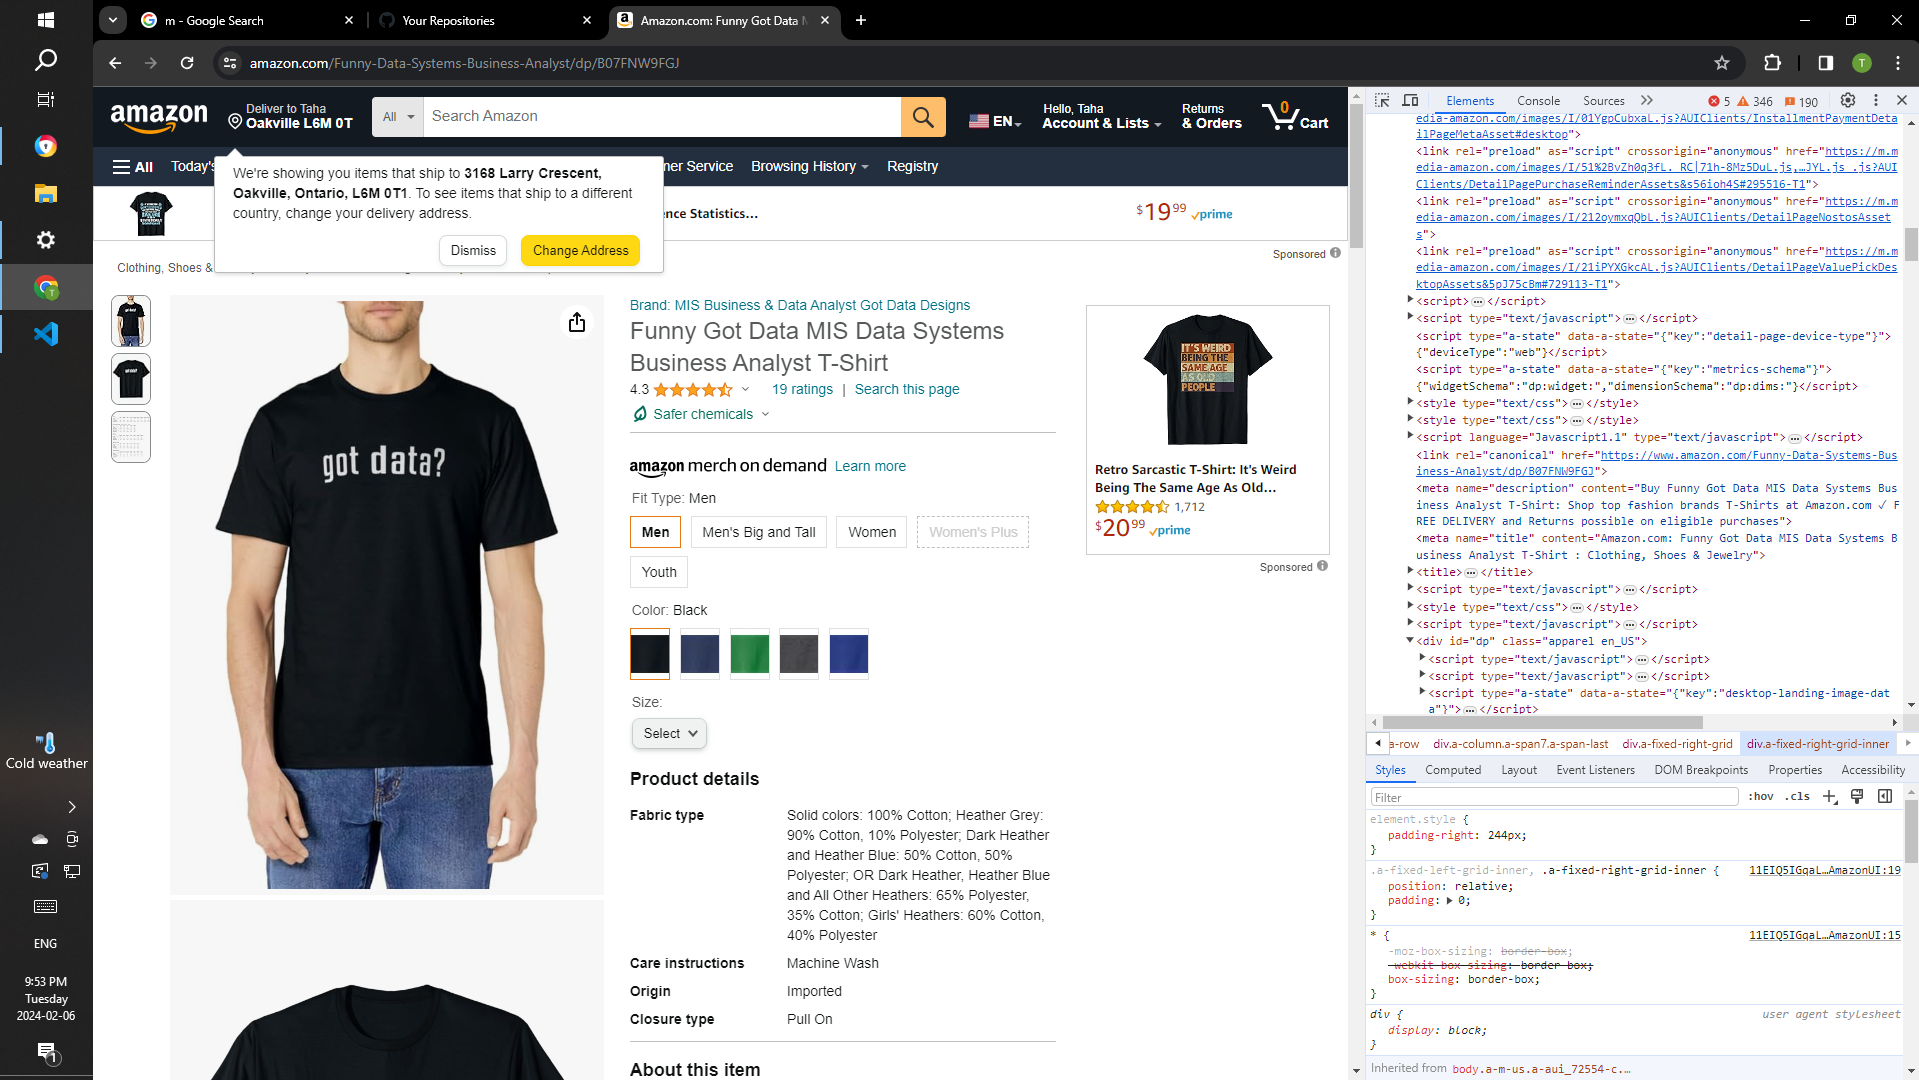 m - Google Search
Your Repositories
Amazon.com: Funny Got Data M
amazon.com/Funny-Data-Systems-Business-Analyst/dp/B07FNW9FGJ
T
amazon
Deliver to Taha
Oakville L6M 0T
All
Search Amazon
EN
Hello, Taha
Account & Lists
Returns
& Orders
0
Cart
All
Today's
ner Service
Browsing History
Registry
We're showing you items that ship to 3168 Larry Crescent,
Oakville, Ontario, L6M 0T1. To see items that ship to a different
country, change your delivery address.
Dismiss
Change Address
ence Statistics...
$19.99 prime
Sponsored
Clothing, Shoes &
got data?
Brand: MIS Business & Data Analyst Got Data Designs
Funny Got Data MIS Data Systems
Business Analyst T-Shirt
4.3
19 ratings | Search this page
Safer chemicals
amazon merch on demand Learn more
Fit Type: Men
Men
Men's Big and Tall
Women
Women's Plus
Youth
Color: Black
Size:
Select
Product details
Fabric type
Solid colors: 100% Cotton; Heather Grey:
90% Cotton, 10% Polyester; Dark Heather
and Heather Blue: 50% Cotton, 50%
Polyester; OR Dark Heather, Heather Blue
and All Other Heathers: 65% Polyester,
35% Cotton; Girls' Heathers: 60% Cotton,
40% Polyester
Care instructions
Machine Wash
Origin
Imported
Closure type
Pull On
About this item
IT'S WEIRD
BEING THE
SAME AGE
AS OLD
PEOPLE
Retro Sarcastic T-Shirt: It's Weird
Being The Same Age As Old...
1,712
$20.99 prime
Sponsored
Elements
Console
Sources
5
346
190
edia-amazon.com/images/I/01YgpCubxaL.js?AUIClients/InstallmentPaymentDeta
ilPageMetaAsset#desktop">
<link rel="preload" as="script" crossorigin="anonymous" href="https://m.m
edia-amazon.com/images/I/51%2BvZh0q3fL._RC|71h-8Mz5DuL.js,…JYL.js_.js?AUI
Clients/DetailPagePurchaseReminderAssets&s56ioh4S#295516-T1">
<link rel="preload" as="script" crossorigin="anonymous" href="https://m.m
edia-amazon.com/images/I/212oymxqQbL.js?AUIClients/DetailPageNostosAsset
s">
<link rel="preload" as="script" crossorigin="anonymous" href="https://m.m
edia-amazon.com/images/I/21iPYXGkcAL.js?AUIClients/DetailPageValuePickDes
ktopAssets&5pJ75cBm#729113-T1">
<script>…</script>
<script type="text/javascript">…</script>
<script type="a-state" data-a-state="{"key":"detail-page-device-type"}">
{"deviceType":"web"}</script>
<script type="a-state" data-a-state="{"key":"metrics-schema"}">
{"widgetSchema":"dp:widget:","dimensionSchema":"dp:dims:"}</script>
<style type="text/css">…</style>
<style type="text/css">…</style>
<script language="Javascript1.1" type="text/javascript">…</script>
<link rel="canonical" href="https://www.amazon.com/Funny-Data-Systems-Bus
iness-Analyst/dp/B07FNW9FGJ">
<meta name="description" content="Buy Funny Got Data MIS Data Systems Bus
iness Analyst T-Shirt: Shop top fashion brands T-Shirts at Amazon.com ✓ F
REE DELIVERY and Returns possible on eligible purchases">
<meta name="title" content="Amazon.com: Funny Got Data MIS Data Systems B
usiness Analyst T-Shirt : Clothing, Shoes & Jewelry">
<title>…</title>
<script type="text/javascript">…</script>
<style type="text/css">…</style>
<script type="text/javascript">…</script>
<div id="dp" class="apparel en_US">
<script type="text/javascript">…</script>
<script type="text/javascript">…</script>
<script type="a-state" data-a-state="{"key":"desktop-landing-image-dat
a"}">…</script>
a-row
div.a-column.a-span7.a-span-last
div.a-fixed-right-grid
div.a-fixed-right-grid-inner
Styles
Computed
Layout
Event Listeners
DOM Breakpoints
Properties
Accessibility
Filter
:hov .cls
element.style {
padding-right: 244px;
}
.a-fixed-left-grid-inner, .a-fixed-right-grid-inner { 11EIQ5IGqaL…AmazonUI:19
position: relative;
padding: 0;
}
* { 11EIQ5IGqaL…AmazonUI:15
-moz-box-sizing: border-box;
-webkit-box-sizing: border-box;
box-sizing: border-box;
}
div { user agent stylesheet
display: block;
}
Inherited from body.a-m-us.a-aui_72554-c.…
Cold weather
ENG
9:53 PM
Tuesday
2024-02-06
1